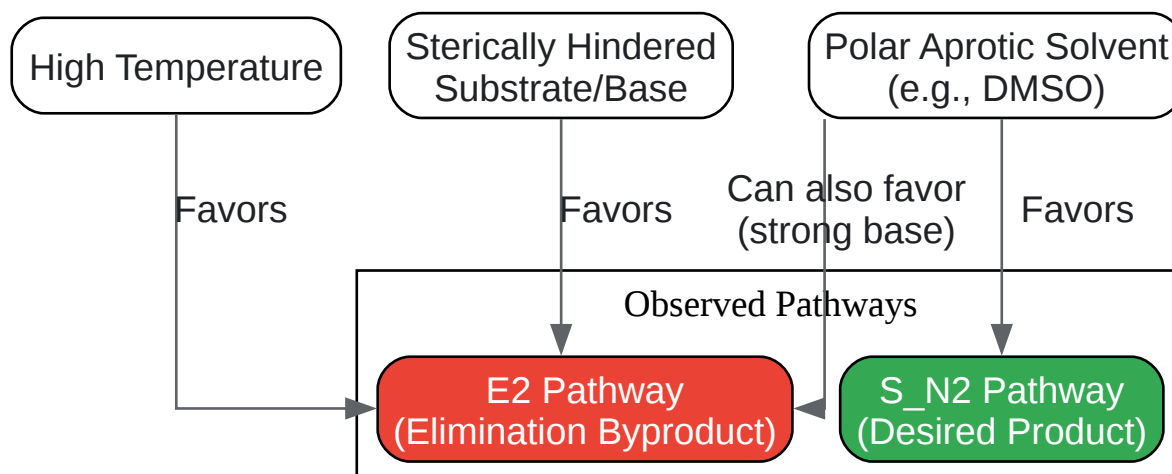 High Temperature
Sterically Hindered
Substrate/Base
Polar Aprotic Solvent
(e.g., DMSO)
Favors
Favors
Can also favor
(strong base)
Favors
Observed Pathways
E2 Pathway
(Elimination Byproduct)
S_N2 Pathway
(Desired Product)